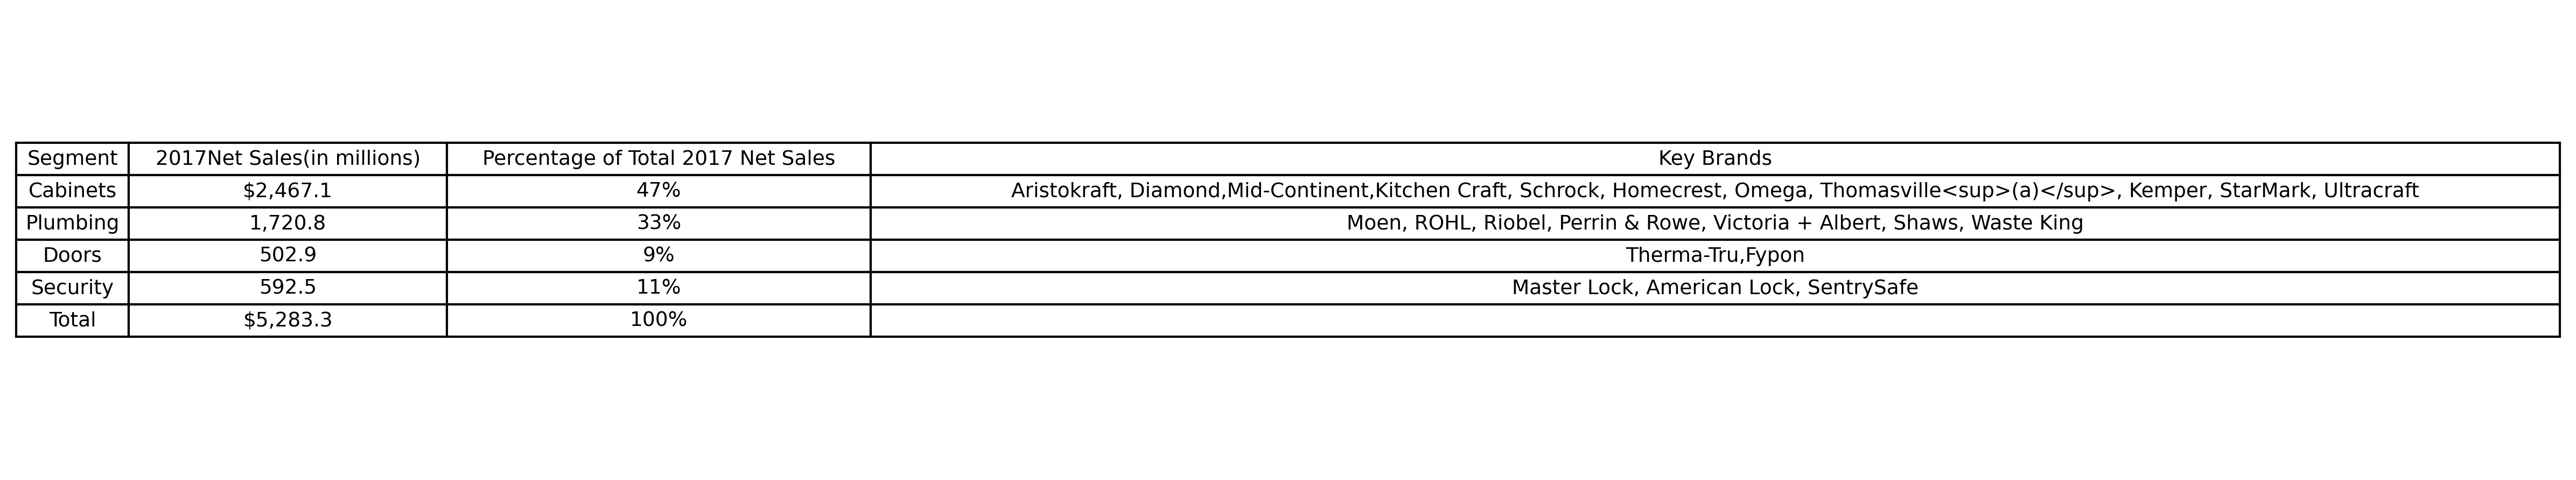 Segment 2017Net Sales(in millions) Percentage of Total 2017 Net Sales Key Brands
Cabinets $2,467.1 47% Aristokraft, Diamond,Mid-Continent,Kitchen Craft, Schrock, Homecrest, Omega, Thomasville<sup>(a)</sup>, Kemper, StarMark, Ultracraft
Plumbing 1,720.8 33% Moen, ROHL, Riobel, Perrin & Rowe, Victoria + Albert, Shaws, Waste King
Doors 502.9 9% Therma-Tru,Fypon
Security 592.5 11% Master Lock, American Lock, SentrySafe
Total $5,283.3 100%